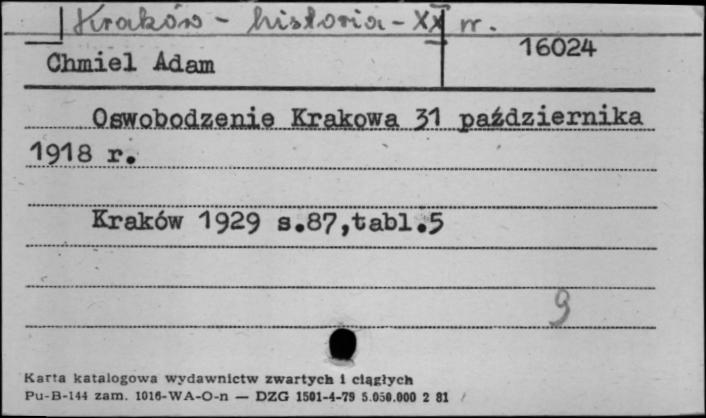 Kraków - historia - XX w.
16024
Chmiel Adam
Oswobodzenie Krakowa 31 października
1918 r.
Kraków 1929 s.87,tabl.5
9
Karta katalogowa wydawnictw zwartych i ciągłych
Pu-B-144 zam. 1016-WA-O-n — DZG 1501-4-79 5.050.000 2 81